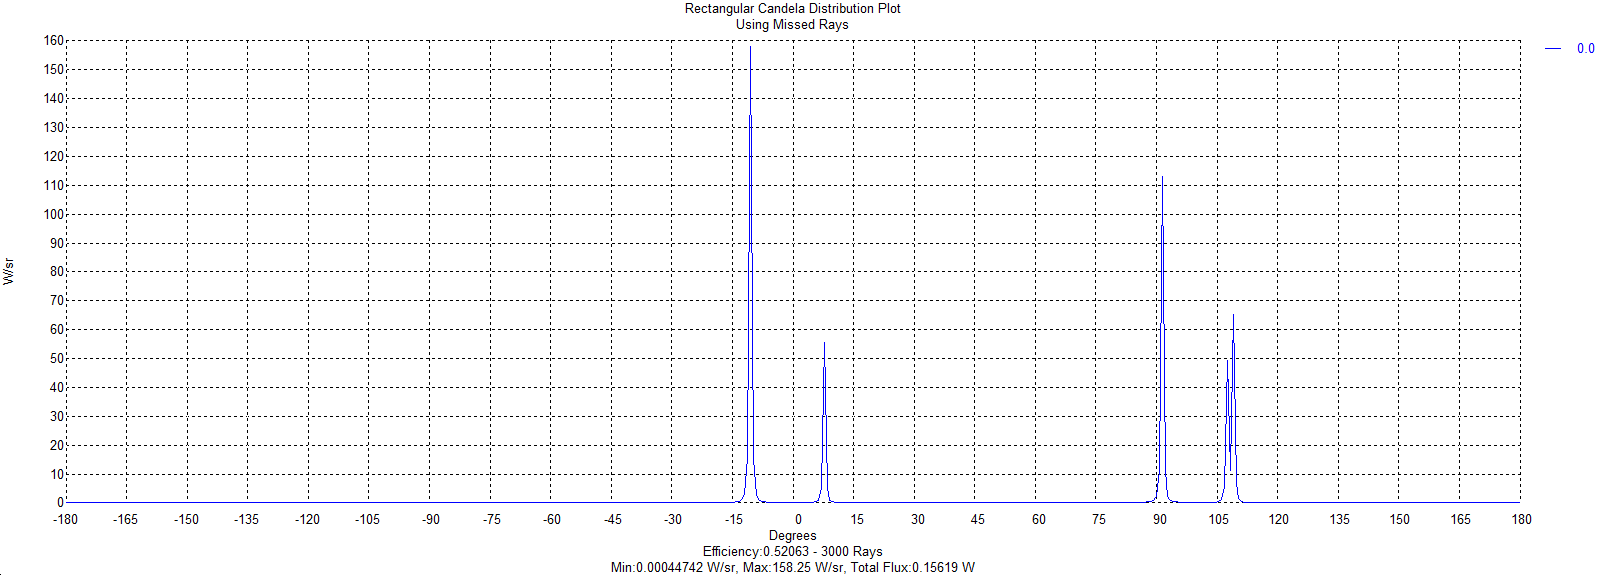 Rectangular Candela Distribution Plot
Using Missed Rays
160
150
140
130
120
110
100
90
80
70
60
50
40
30
20
10
0
W/sr
-180 -165 -150 -135 -120 -105 -90 -75 -60 -45 -30 -15 0 15 30 45 60 75 90 105 120 135 150 165 180
Degrees
Efficiency:0.52063 - 3000 Rays
Min:0.00044742 W/sr, Max:158.25 W/sr, Total Flux:0.15619 W
0.0